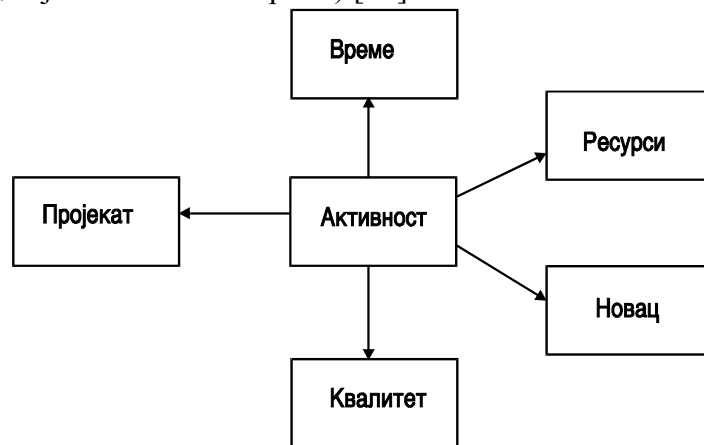 Време
Ресурси
Пројекат
Активност
Новац
Квалитет